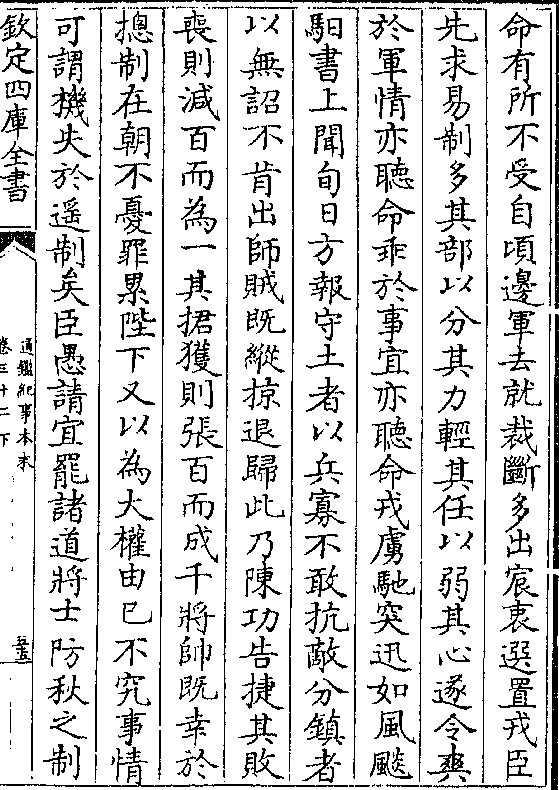 命有所不受自頃邊軍去就裁斷多出宸衷選置戎臣
先求易制多其部以分其力輕其任以弱其心遂令爽
於軍情亦聽命乖於事宜亦聽命戎虜馳突迅如風飈
馹書上聞旬日方報守土者以兵寡不敢抗敵分鎮者
以無詔不肯出師賊既縱掠退歸此乃陳功告捷其敗
喪則減百而為一其捃獲則張百而成千將帥既幸於
摠制在朝不憂罪累陛下又以為大權由已不究事情
可謂機失於遥制矣臣愚請宜罷諸道將士防秋之制
欽定四庫全書
通鑑紀事本末
卷三十二下